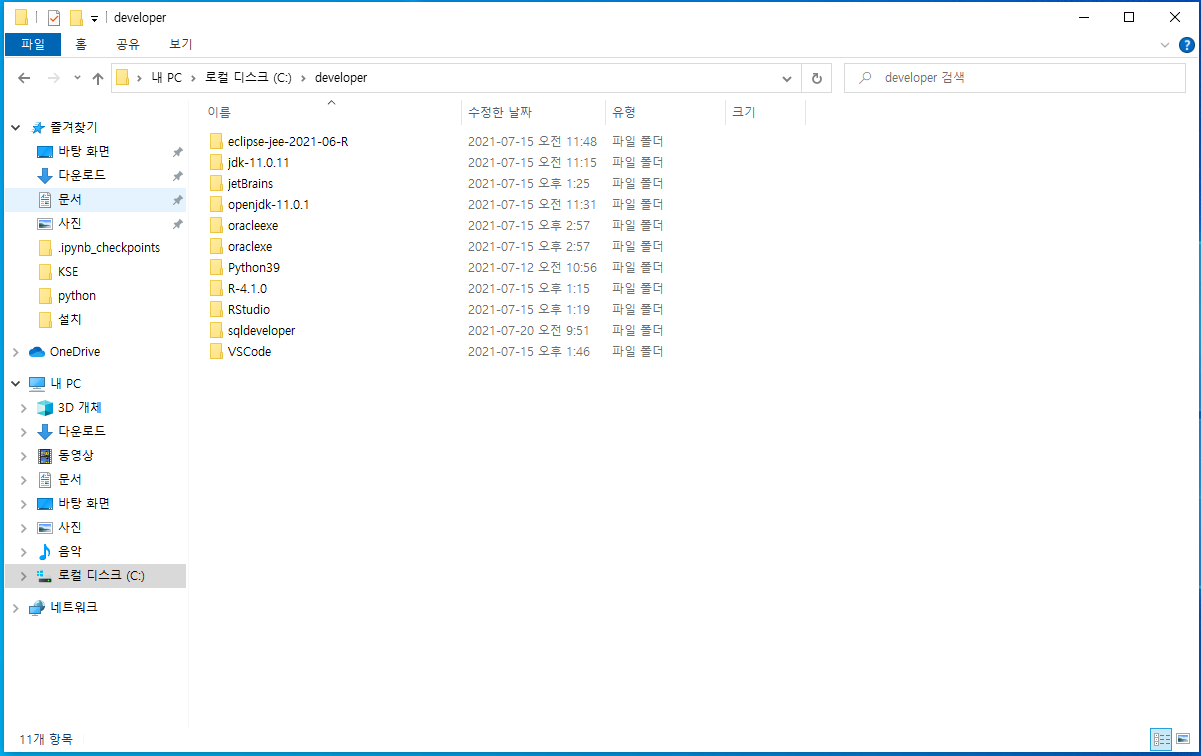 developer
파일 홈 공유 보기
내 PC > 로컬 디스크 (C:) > developer
developer 검색
이름 수정한 날짜 유형 크기
즐겨찾기
바탕 화면
다운로드
문서
사진
.ipynb_checkpoints
KSE
python
설치
OneDrive
내 PC
3D 개체
다운로드
동영상
문서
바탕 화면
사진
음악
로컬 디스크 (C:)
네트워크
eclipse-jee-2021-06-R 2021-07-15 오전 11:48 파일 폴더
jdk-11.0.11 2021-07-15 오전 11:15 파일 폴더
jetBrains 2021-07-15 오후 1:25 파일 폴더
openjdk-11.0.1 2021-07-15 오전 11:31 파일 폴더
oracleexe 2021-07-15 오후 2:57 파일 폴더
oraclexe 2021-07-15 오후 2:57 파일 폴더
Python39 2021-07-12 오전 10:56 파일 폴더
R-4.1.0 2021-07-15 오후 1:15 파일 폴더
RStudio 2021-07-15 오후 1:19 파일 폴더
sqldeveloper 2021-07-20 오전 9:51 파일 폴더
VSCode 2021-07-15 오후 1:46 파일 폴더
11개 항목